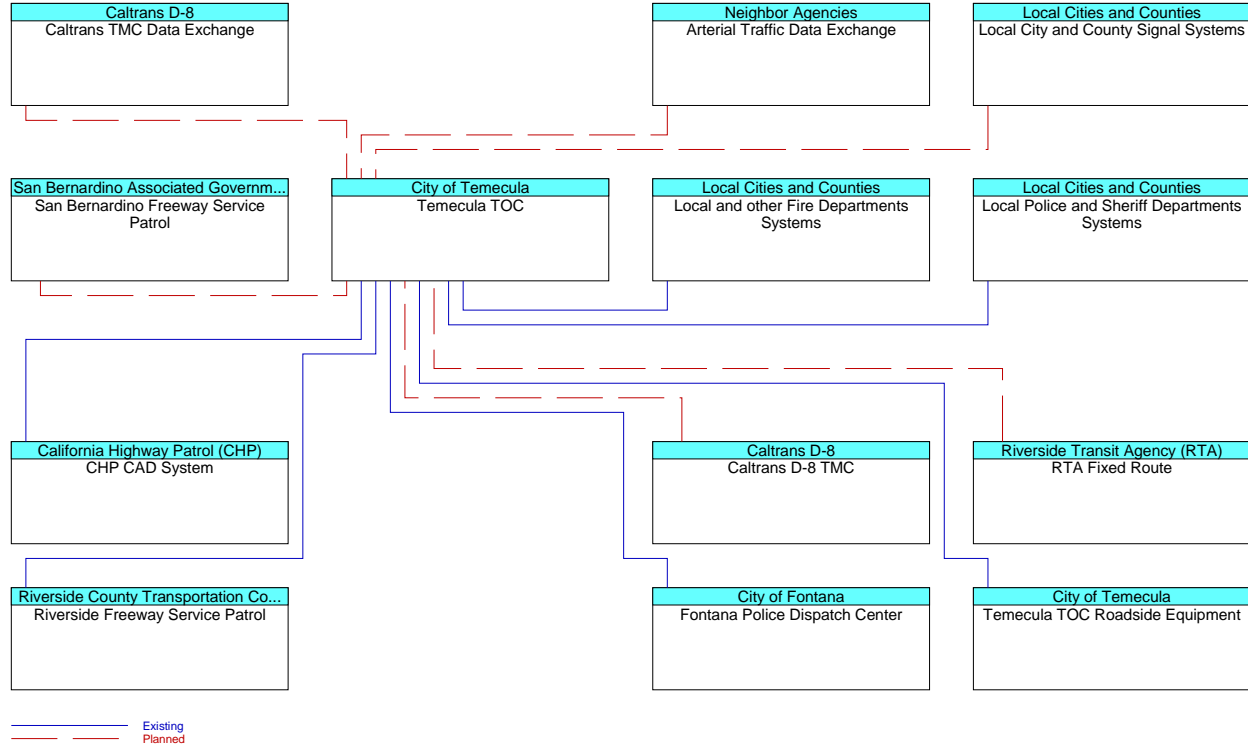 Caltrans D-8
Caltrans TMC Data Exchange
Neighbor Agencies
Arterial Traffic Data Exchange
Local Cities and Counties
Local City and County Signal Systems
San Bernardino Associated Governm...
San Bernardino Freeway Service
Patrol
City of Temecula
Temecula TOC
Local Cities and Counties
Local and other Fire Departments
Systems
Local Cities and Counties
Local Police and Sheriff Departments
Systems
California Highway Patrol (CHP)
CHP CAD System
Caltrans D-8
Caltrans D-8 TMC
Riverside Transit Agency (RTA)
RTA Fixed Route
Riverside County Transportation Co...
Riverside Freeway Service Patrol
City of Fontana
Fontana Police Dispatch Center
City of Temecula
Temecula TOC Roadside Equipment
Existing
Planned